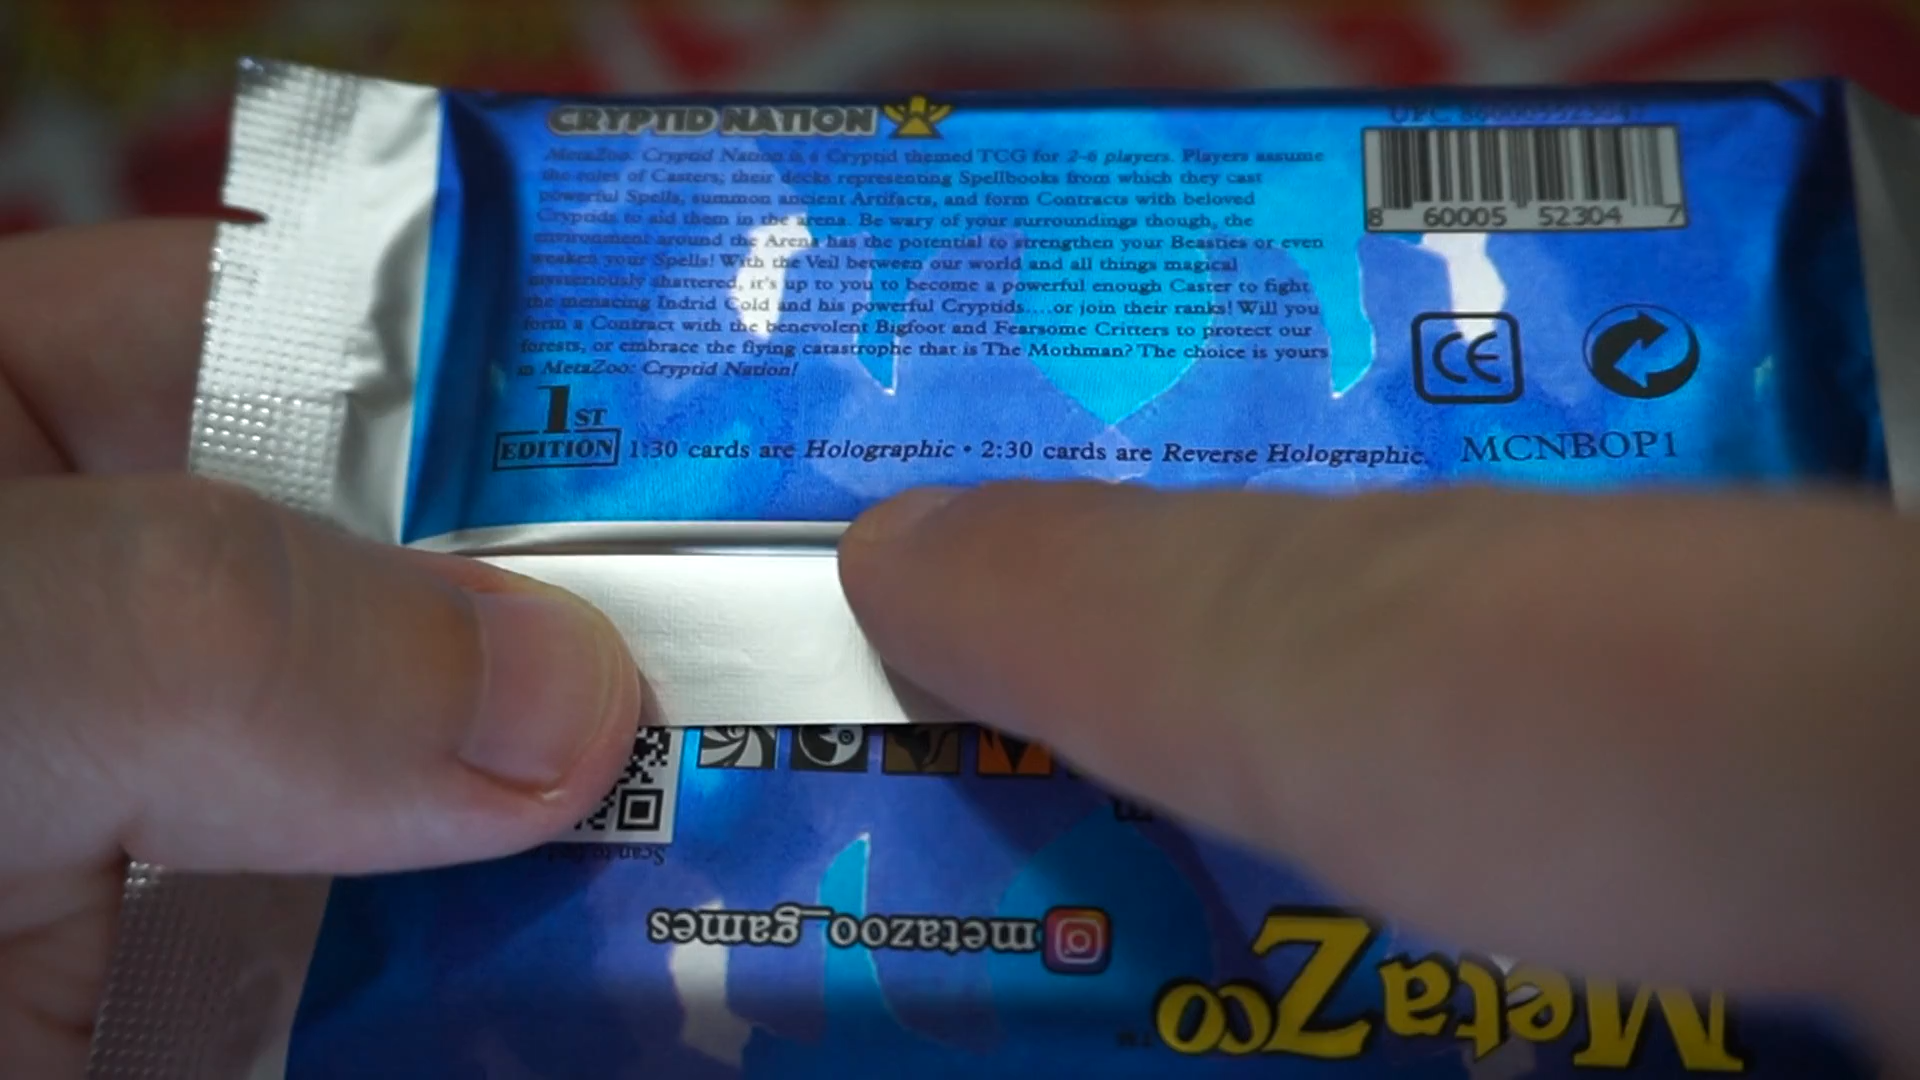 CRYPTID NATION
MetaZoo: Cryptid Nation is a Cryptid themed TCG for 2-6 players. Players assume
the roles of Casters; their decks representing Spellbooks from which they cast
powerful Spells, summon ancient Artifacts, and form Contracts with beloved
Cryptids to aid them in the arena. Be wary of your surroundings though, the
environment around the Arena has the potential to strengthen your Beasties or even
weaken your Spells! With the Veil between our world and all things magical
mysteriously shattered, it's up to you to become a powerful enough Caster to fight
the menacing Indrid Cold and his powerful Cryptids....or join their ranks! Will you
form a Contract with the benevolent Bigfoot and Fearsome Critters to protect our
forests, or embrace the flying catastrophe that is The Mothman? The choice is yours
in MetaZoo: Cryptid Nation!
1ST
EDITION
1:30 cards are Holographic • 2:30 cards are Reverse Holographic.
UPC
8 60005 52304 7
CE
MCNBOP1
Scan to
metazoo_games
MetaZoo™